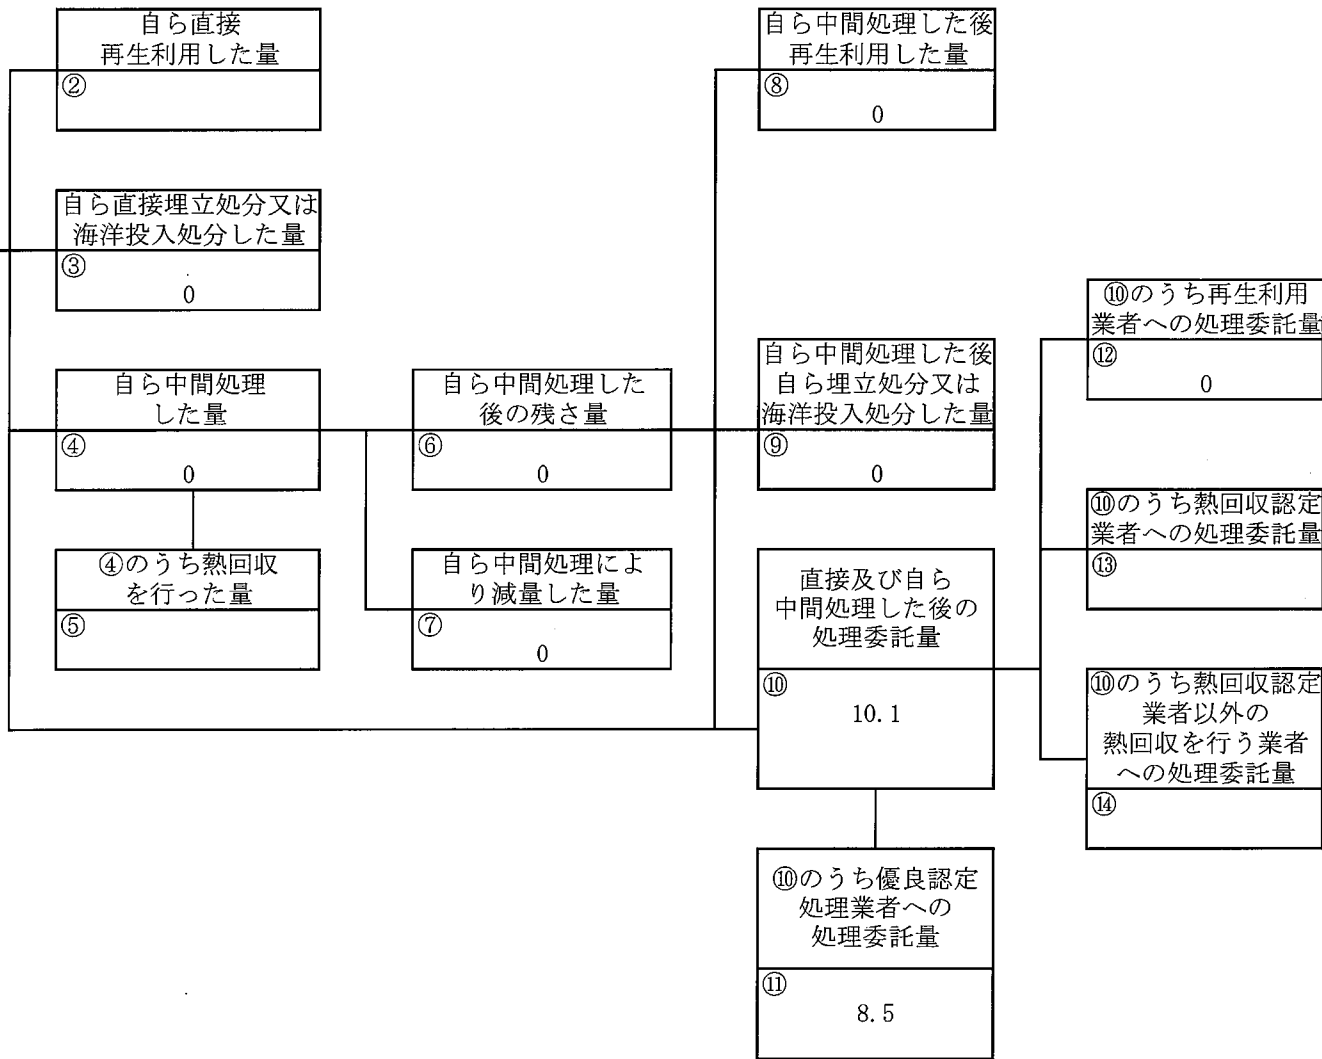 自ら直接
再生利用した量
②
自ら直接埋立処分又は
海洋投入処分した量
③
0
自ら中間処理
した量
④
0
④のうち熱回収
を行った量
⑤
自ら中間処理した
後の残さ量
⑥
0
自ら中間処理によ
り減量した量
⑦
0
自ら中間処理した後
再生利用した量
⑧
0
自ら中間処理した後
自ら埋立処分又は
海洋投入処分した量
⑨
0
直接及び自ら
中間処理した後の
処理委託量
⑩
10.1
⑩のうち優良認定
処理業者への
処理委託量
⑪
8.5
⑩のうち再生利用
業者への処理委託量
⑫
0
⑩のうち熱回収認定
業者への処理委託量
⑬
⑩のうち熱回収認定
業者以外の
熱回収を行う業者
への処理委託量
⑭